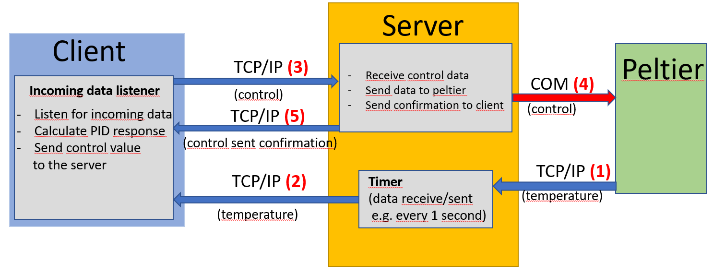 Client
Incoming data listener
- Listen for incoming data
- Calculate PID response
- Send control value
to the server
TCP/IP (3)
(control)
TCP/IP (5)
(control sent confirmation)
TCP/IP (2)
(temperature)
Server
- Receive control data
- Send data to peltier
- Send confirmation to client
Timer
(data receive/sent
e.g. every 1 second)
COM (4)
(control)
TCP/IP (1)
(temperature)
Peltier